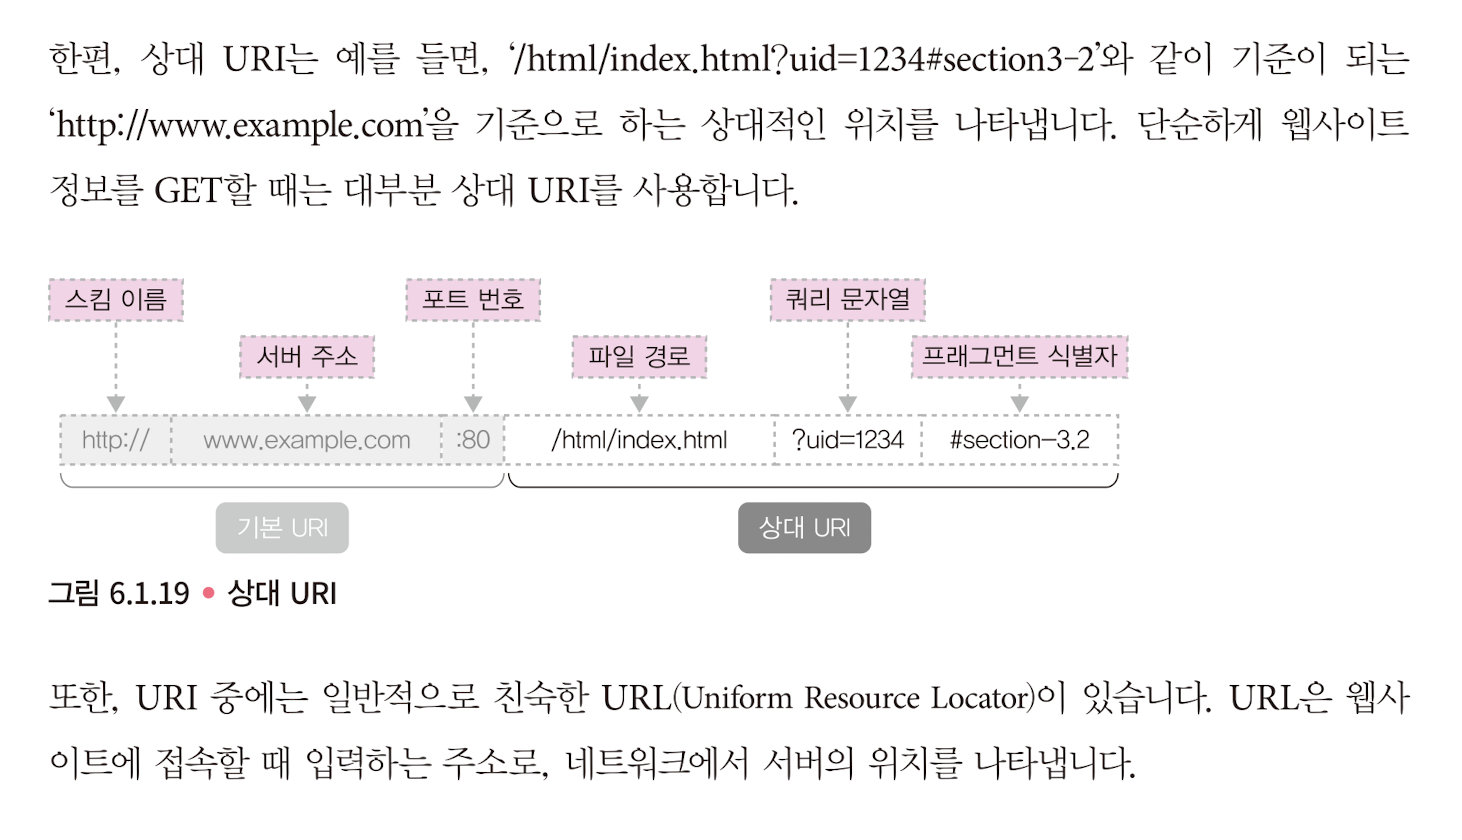 한편, 상대 URI는 예를 들면, ‘/html/index.html?uid=1234#section3-2’와 같이 기준이 되는
‘http://www.example.com’을 기준으로 하는 상대적인 위치를 나타냅니다. 단순하게 웹사이트
정보를 GET할 때는 대부분 상대 URI를 사용합니다.
스킴 이름 포트 번호 쿼리 문자열
서버 주소 파일 경로 프래그먼트 식별자
http:// www.example.com :80 /html/index.html ?uid=1234 #section-3.2
기본 URI 상대 URI
그림 6.1.19 • 상대 URI
또한, URI 중에는 일반적으로 친숙한 URL(Uniform Resource Locator)이 있습니다. URL은 웹사
이트에 접속할 때 입력하는 주소로, 네트워크에서 서버의 위치를 나타냅니다.